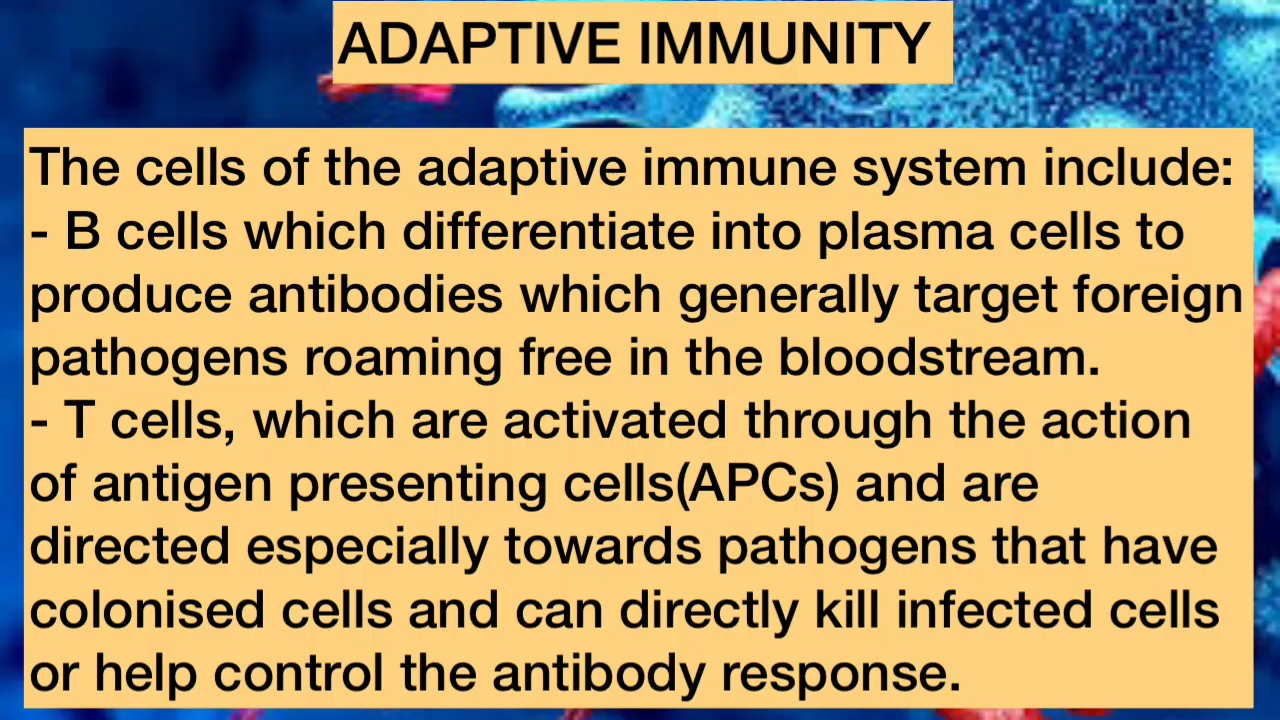 ADAPTIVE IMMUNITY
The cells of the adaptive immune system include:
- B cells which differentiate into plasma cells to
produce antibodies which generally target foreign
pathogens roaming free in the bloodstream.
- T cells, which are activated through the action
of antigen presenting cells(APCs) and are
directed especially towards pathogens that have
colonised cells and can directly kill infected cells
or help control the antibody response.